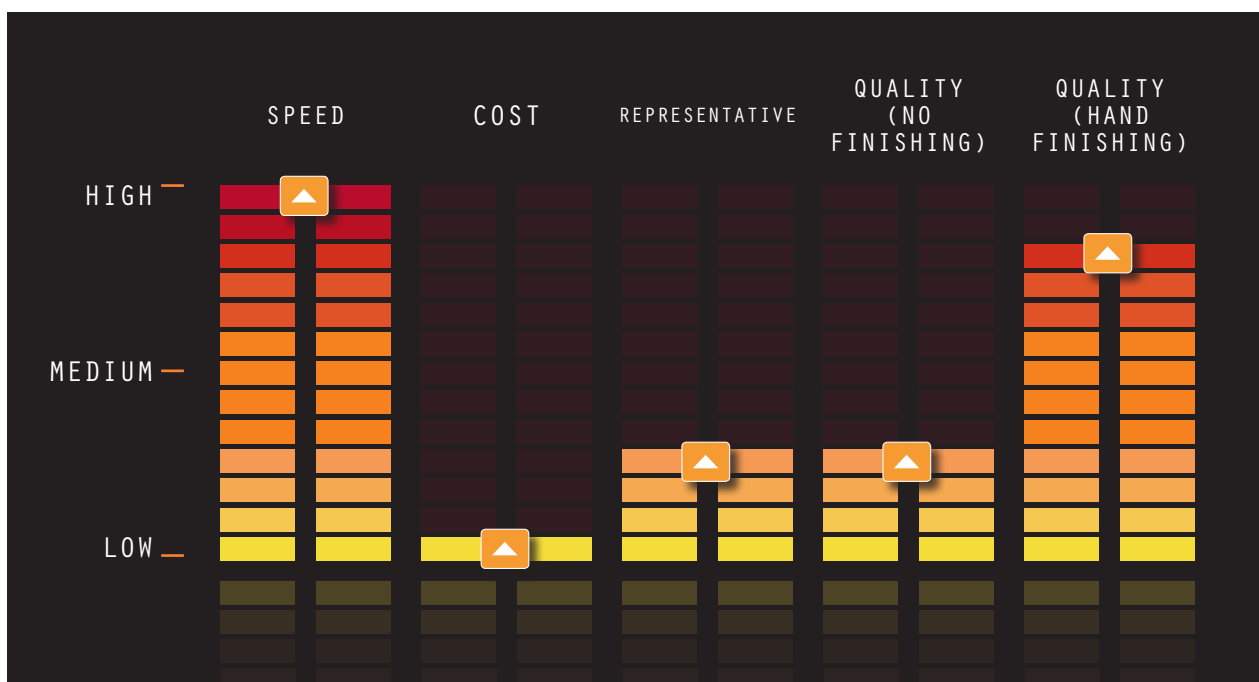 SPEED
COST
REPRESENTATIVE
QUALITY
(NO
FINISHING)
QUALITY
(HAND
FINISHING)
HIGH
MEDIUM
LOW